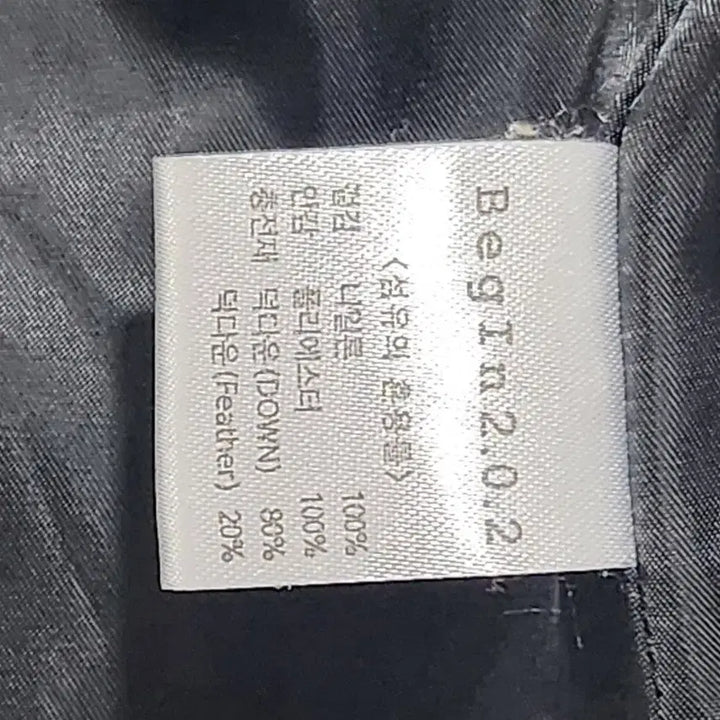 BegIn2.0.2
<섬유의 혼용률>
겉감 나일론 100%
안감 폴리에스터 100%
충전재 덕다운(DOWN) 80%
덕다운(Feather) 20%